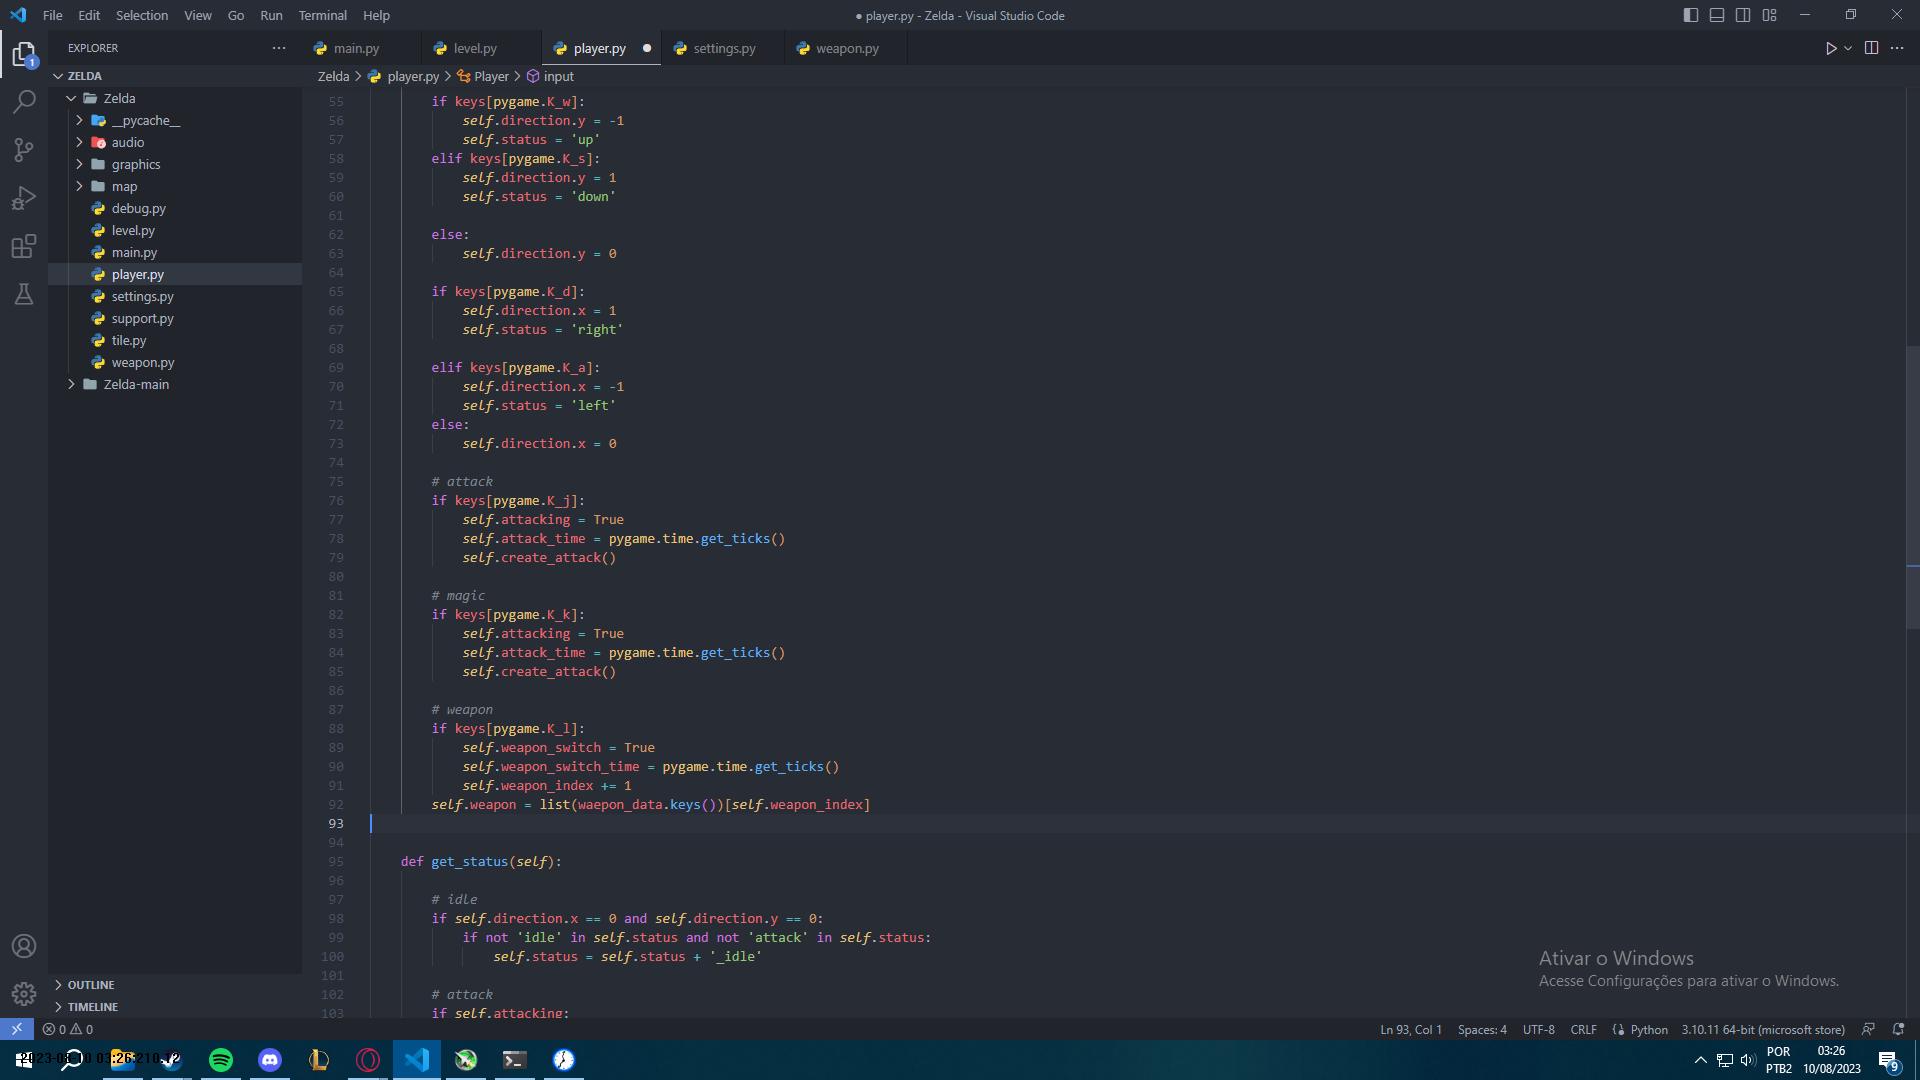 File Edit Selection View Go Run Terminal Help
● player.py - Zelda - Visual Studio Code
EXPLORER
main.py level.py player.py settings.py weapon.py
1
ZELDA
Zelda > player.py > Player > input
Zelda
__pycache__
audio
graphics
map
debug.py
level.py
main.py
player.py
settings.py
support.py
tile.py
weapon.py
Zelda-main
OUTLINE
TIMELINE
55 if keys[pygame.K_w]:
56 self.direction.y = -1
57 self.status = 'up'
58 elif keys[pygame.K_s]:
59 self.direction.y = 1
60 self.status = 'down'
61
62 else:
63 self.direction.y = 0
64
65 if keys[pygame.K_d]:
66 self.direction.x = 1
67 self.status = 'right'
68
69 elif keys[pygame.K_a]:
70 self.direction.x = -1
71 self.status = 'left'
72 else:
73 self.direction.x = 0
74
75 # attack
76 if keys[pygame.K_j]:
77 self.attacking = True
78 self.attack_time = pygame.time.get_ticks()
79 self.create_attack()
80
81 # magic
82 if keys[pygame.K_k]:
83 self.attacking = True
84 self.attack_time = pygame.time.get_ticks()
85 self.create_attack()
86
87 # weapon
88 if keys[pygame.K_l]:
89 self.weapon_switch = True
90 self.weapon_switch_time = pygame.time.get_ticks()
91 self.weapon_index += 1
92 self.weapon = list(waepon_data.keys())[self.weapon_index]
93
94
95 def get_status(self):
96
97 # idle
98 if self.direction.x == 0 and self.direction.y == 0:
99 if not 'idle' in self.status and not 'attack' in self.status:
100 self.status = self.status + '_idle'
101
102 # attack
103 if self.attacking:
Ativar o Windows
Acesse Configurações para ativar o Windows.
0 0
Ln 93, Col 1 Spaces: 4 UTF-8 CRLF Python 3.10.11 64-bit (microsoft store)
POR
PTB2
03:26
10/08/2023
9